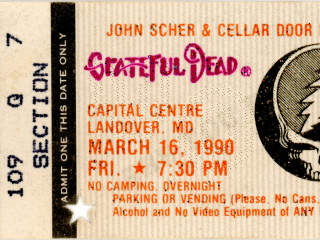 109 Q 7
SECTION
ADMIT ONE THIS DATE ONLY
JOHN SCHER & CELLAR DOOR
GRATEFUL DEAD ®
CAPITAL CENTRE
LANDOVER, MD
MARCH 16, 1990
FRI. ★ 7:30 PM
NO CAMPING, OVERNIGHT
PARKING OR VENDING (Please, No Cans,
Alcohol and No Video Equipment of ANY